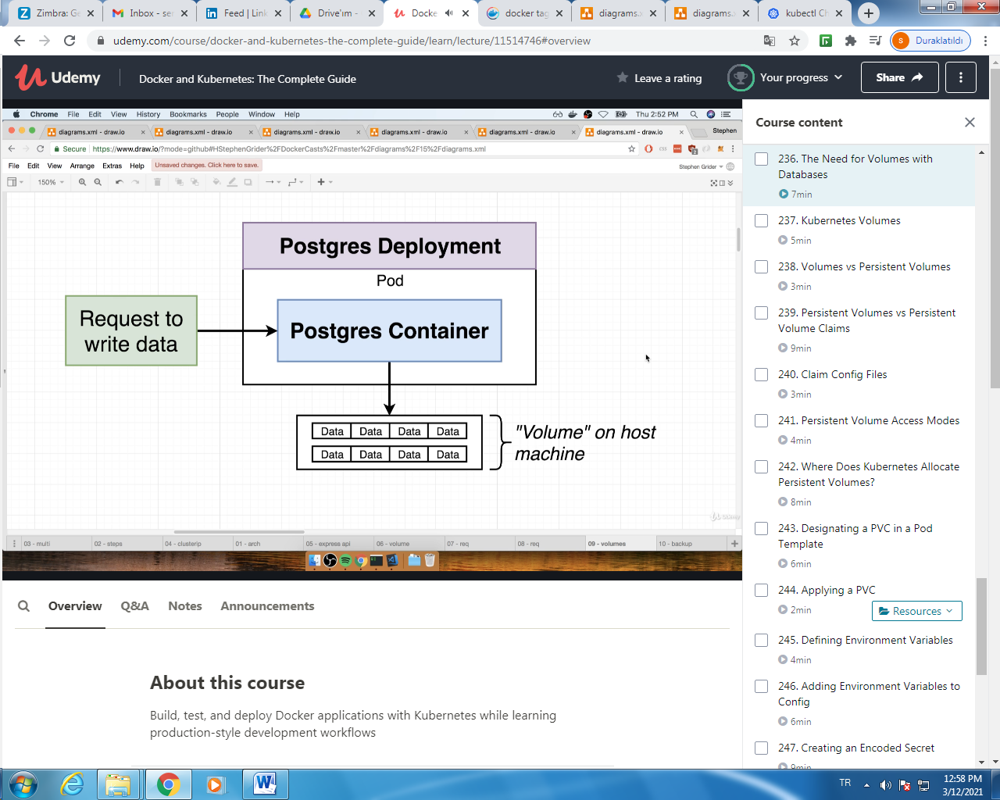 Zimbra: Ge
Inbox - ser
Feed | Link
Drive'ım -
Docke
docker tag
diagrams.x
diagrams.
kubectl Ch
udemy.com/course/docker-and-kubernetes-the-complete-guide/learn/lecture/11514746#overview
s
Duraklatıldı
Udemy
Docker and Kubernetes: The Complete Guide
Leave a rating
Your progress
Share
Chrome File Edit View History Bookmarks People Window Help
Thu 2:52 PM
diagrams.xml - draw.io
diagrams.xml - draw.io
diagrams.xml - draw.io
diagrams.xml - draw.io
diagrams.xml - draw.io
diagrams.xml - draw.io
Stephen
Secure
https://www.draw.io/?mode=github#HStephenGrider%2FDockerCasts%2Fmaster%2Fdiagrams%2F15%2Fdiagrams.xml
File Edit View Arrange Extras Help
Unsaved changes. Click here to save.
Stephen Grider
150%
Postgres Deployment
Pod
Request to
write data
Postgres Container
Data Data Data Data
Data Data Data Data
"Volume" on host
machine
Udemy
03 - multi
02 - steps
04 - clusterip
01 - arch
05 - express api
06 - volume
07 - req
08 - req
09 - volumes
10 - backup
Overview
Q&A
Notes
Announcements
About this course
Build, test, and deploy Docker applications with Kubernetes while learning
production-style development workflows
Course content
236. The Need for Volumes with
Databases
7min
237. Kubernetes Volumes
5min
238. Volumes vs Persistent Volumes
3min
239. Persistent Volumes vs Persistent
Volume Claims
9min
240. Claim Config Files
3min
241. Persistent Volume Access Modes
4min
242. Where Does Kubernetes Allocate
Persistent Volumes?
8min
243. Designating a PVC in a Pod
Template
6min
244. Applying a PVC
2min
Resources
245. Defining Environment Variables
4min
246. Adding Environment Variables to
Config
6min
247. Creating an Encoded Secret
9min
TR
12:58 PM
3/12/2021